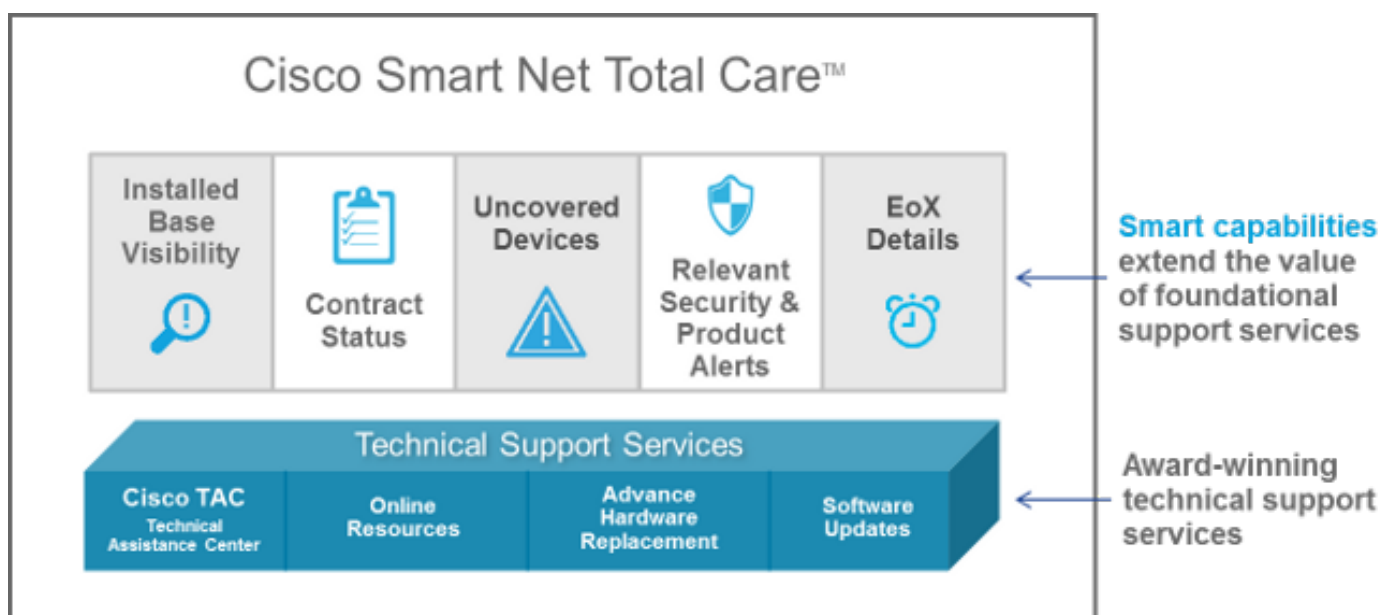 Cisco Smart Net Total Care™
Installed
Base
Visibility
Contract
Status
Uncovered
Devices
Relevant
Security &
Product
Alerts
EoX
Details
Smart capabilities
extend the value
of foundational
support services
Technical Support Services
Cisco TAC
Technical
Assistance Center
Online
Resources
Advance
Hardware
Replacement
Software
Updates
Award-winning
technical support
services